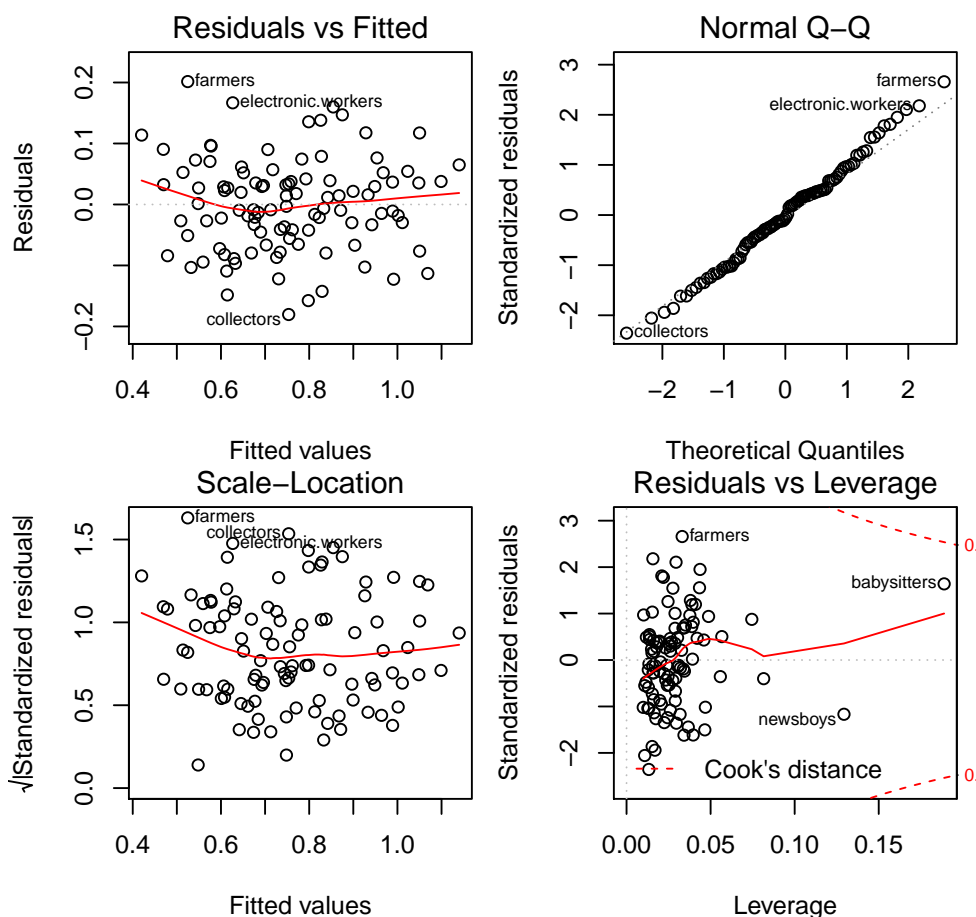 Residuals vs Fitted
Residuals
0.2
0.1
0.0
−0.2
farmers
electronic.workers
collectors
0.4 0.6 0.8 1.0
Fitted values
Normal Q−Q
Standardized residuals
3
2
1
0
−1
−2
farmers
electronic.workers
collectors
−2 −1 0 1 2
Theoretical Quantiles
Scale−Location
√|Standardized residuals|
1.5
1.0
0.5
0.0
farmers
collectors
electronic.workers
0.4 0.6 0.8 1.0
Fitted values
Residuals vs Leverage
Standardized residuals
3
2
1
0
−2
farmers
babysitters
newsboys
Cook's distance
0.
0.
0.00 0.05 0.10 0.15
Leverage